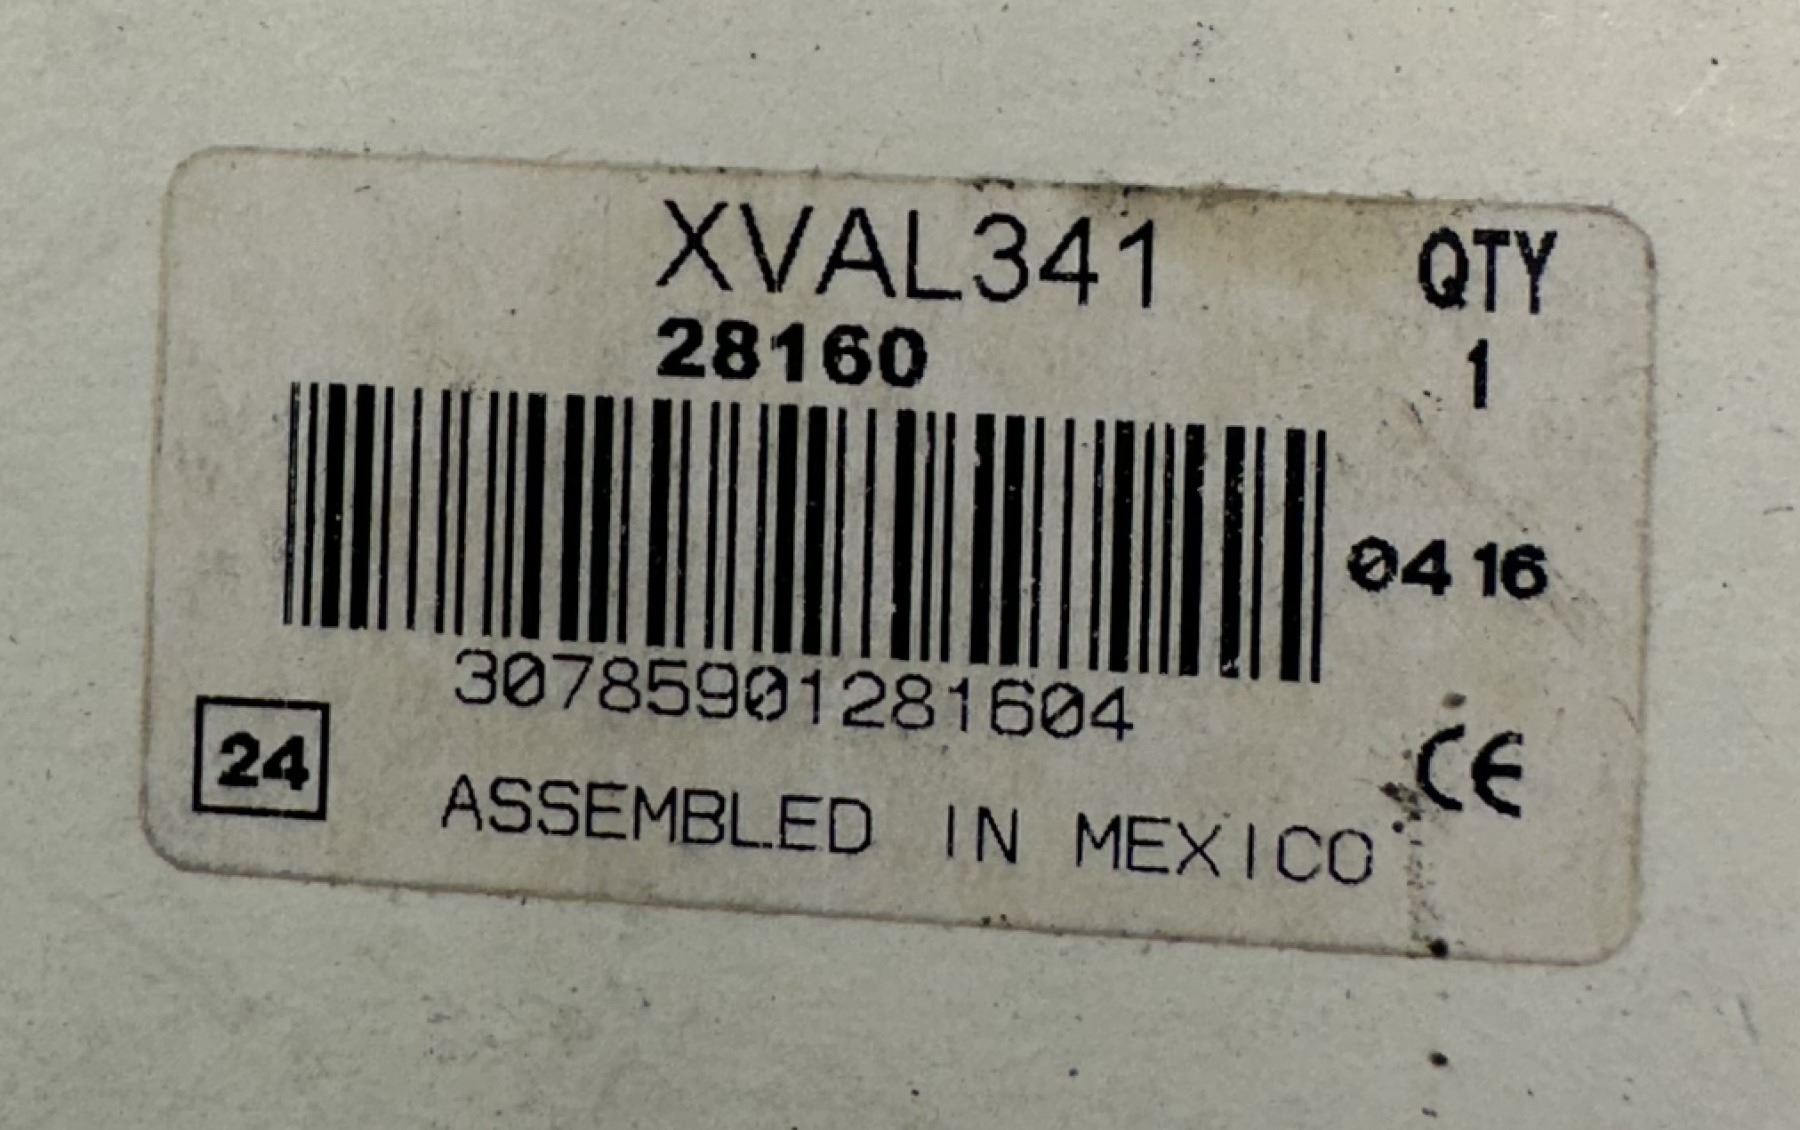 XVAL341
QTY
28160
1
0416
30785901281604
24
CE
ASSEMBLED IN MEXICO